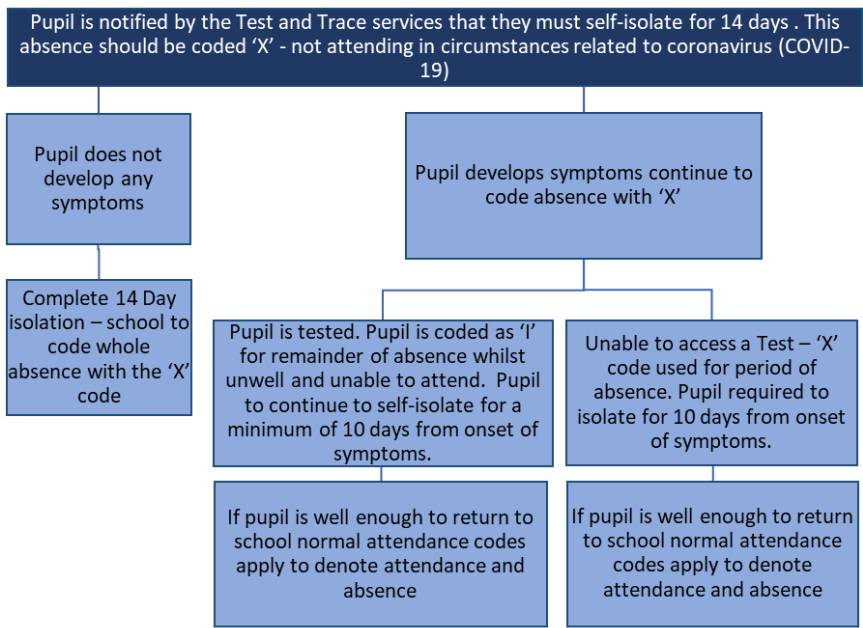 Pupil is notified by the Test and Trace services that they must self-isolate for 14 days . This
absence should be coded ‘X’ - not attending in circumstances related to coronavirus (COVID-
19)
Pupil does not
develop any
symptoms
Pupil develops symptoms continue to
code absence with ‘X’
Complete 14 Day
isolation – school to
code whole
absence with the ‘X’
code
Pupil is tested. Pupil is coded as ‘I’
for remainder of absence whilst
unwell and unable to attend.  Pupil
to continue to self-isolate for a
minimum of 10 days from onset of
symptoms.
Unable to access a Test – ‘X’
code used for period of
absence. Pupil required to
isolate for 10 days from onset
of symptoms.
If pupil is well enough to return to
school normal attendance codes
apply to denote attendance and
absence
If pupil is well enough to return
to school normal attendance
codes apply to denote
attendance and absence